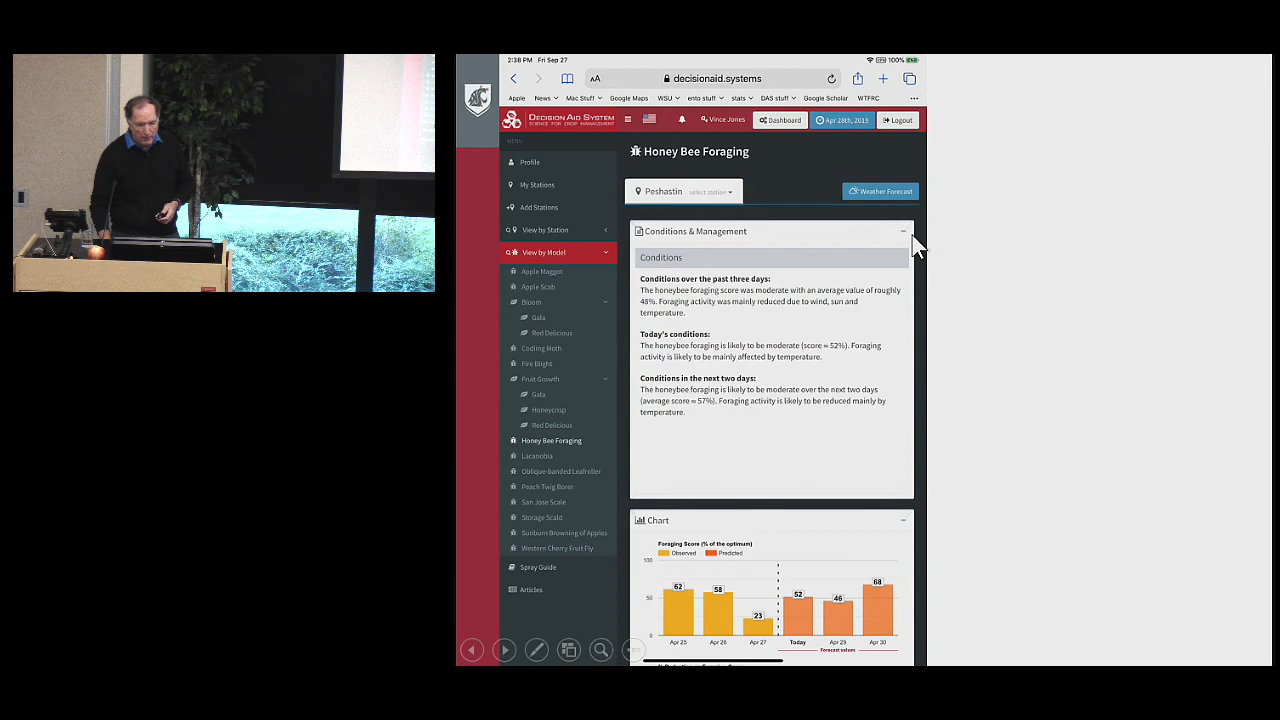 2:38 PM Fri Sep 27
100%
AA
decisionaid.systems
Apple News Mac Stuff Google Maps WSU ento stuff stats DAS stuff Google Scholar WTFRC
DECISION AID SYSTEM
SCIENCE FOR CROP MANAGEMENT
Vince Jones
Dashboard
Apr 28th, 2019
Logout
MENU
Profile
My Stations
Add Stations
View by Station
View by Model
Apple Maggot
Apple Scab
Bloom
Gala
Red Delicious
Codling Moth
Fire Blight
Fruit Growth
Gala
Honeycrisp
Red Delicious
Honey Bee Foraging
Lacanobia
Oblique-banded Leafroller
Peach Twig Borer
San Jose Scale
Storage Scald
Sunburn Browning of Apples
Western Cherry Fruit Fly
Spray Guide
Articles
Honey Bee Foraging
Peshastin select station
Weather Forecast
Conditions & Management
Conditions
Conditions over the past three days:
The honeybee foraging score was moderate with an average value of roughly
48%. Foraging activity was mainly reduced due to wind, sun and
temperature.
Today's conditions:
The honeybee foraging is likely to be moderate (score ≈ 52%). Foraging
activity is likely to be mainly affected by temperature.
Conditions in the next two days:
The honeybee foraging is likely to be moderate over the next two days
(average score ≈ 57%). Foraging activity is likely to be reduced mainly by
temperature.
Chart
Foraging Score (% of the optimum)
Observed Predicted
100
50
0
62 58 23 52 46 68
Apr 25 Apr 26 Apr 27 Today Apr 29 Apr 30
Forecast values